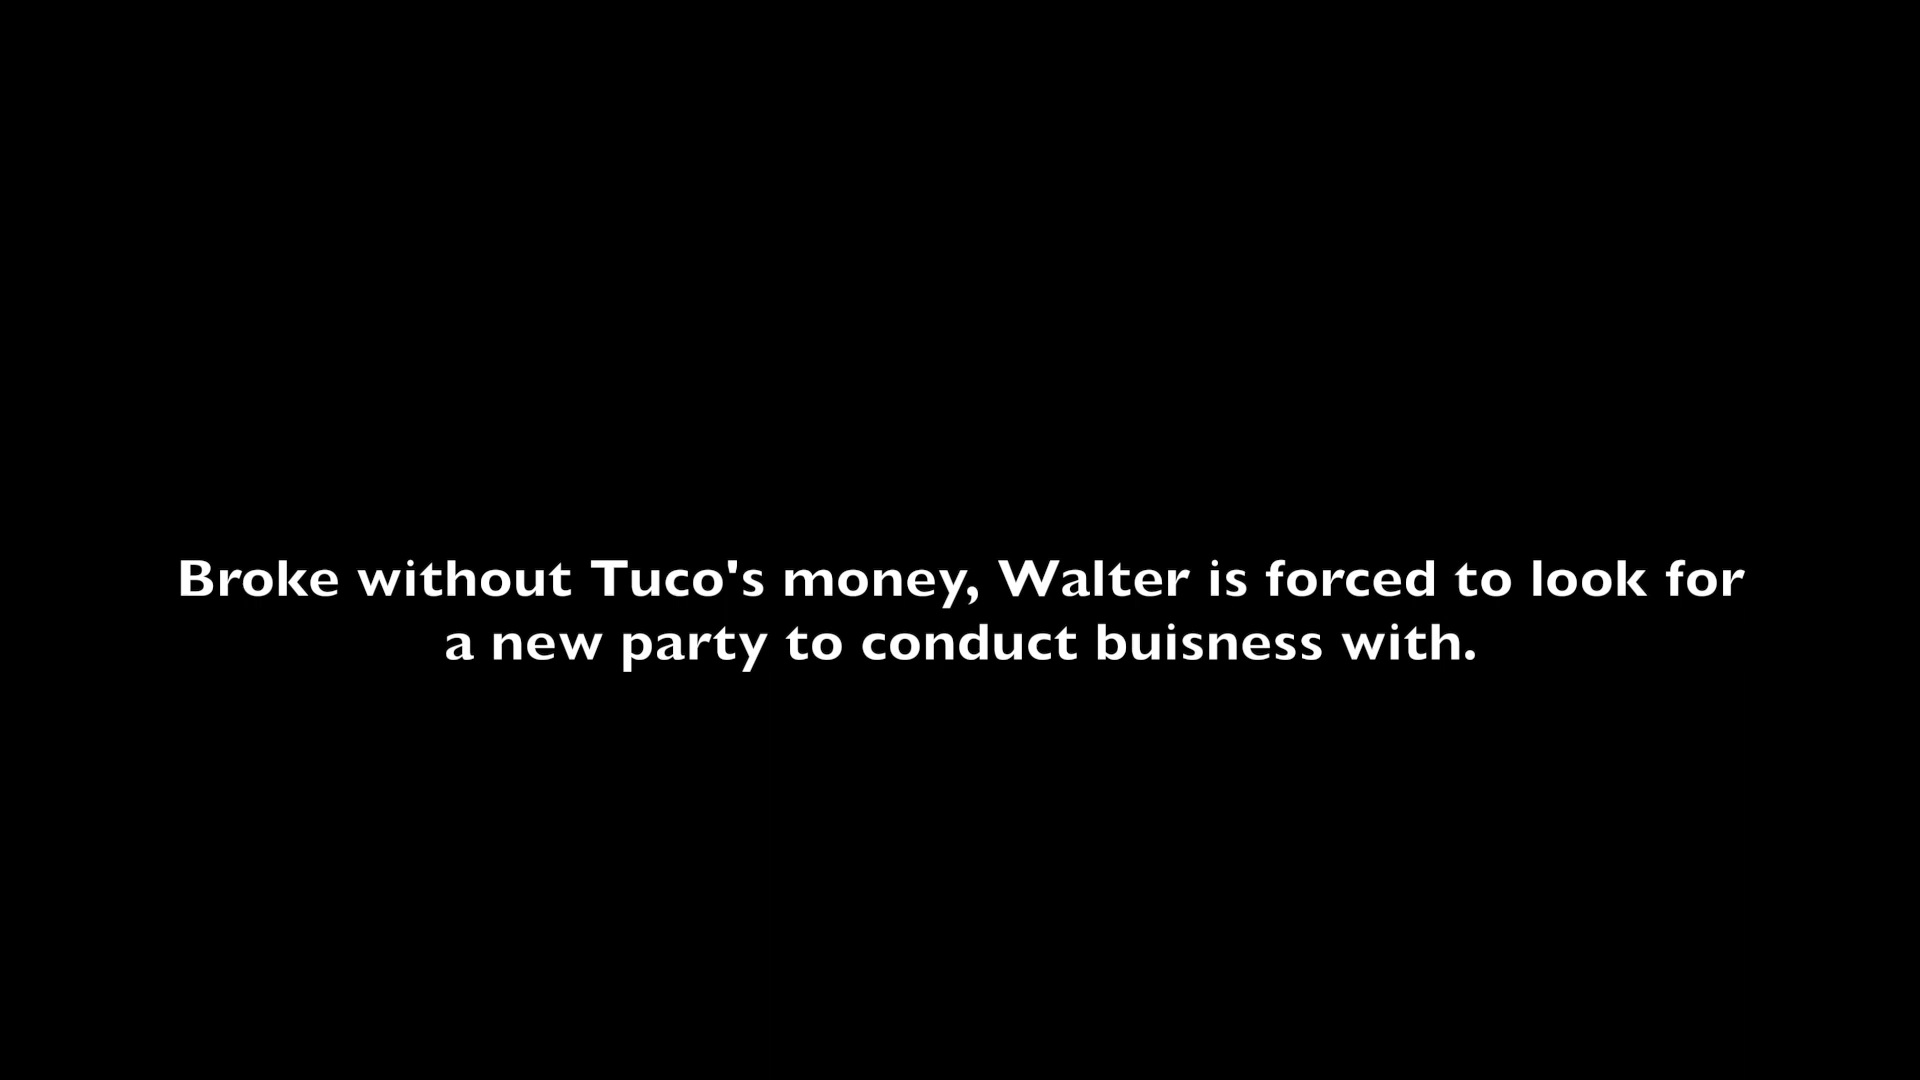 Broke without Tuco's money, Walter is forced to look for
a new party to conduct buisness with.